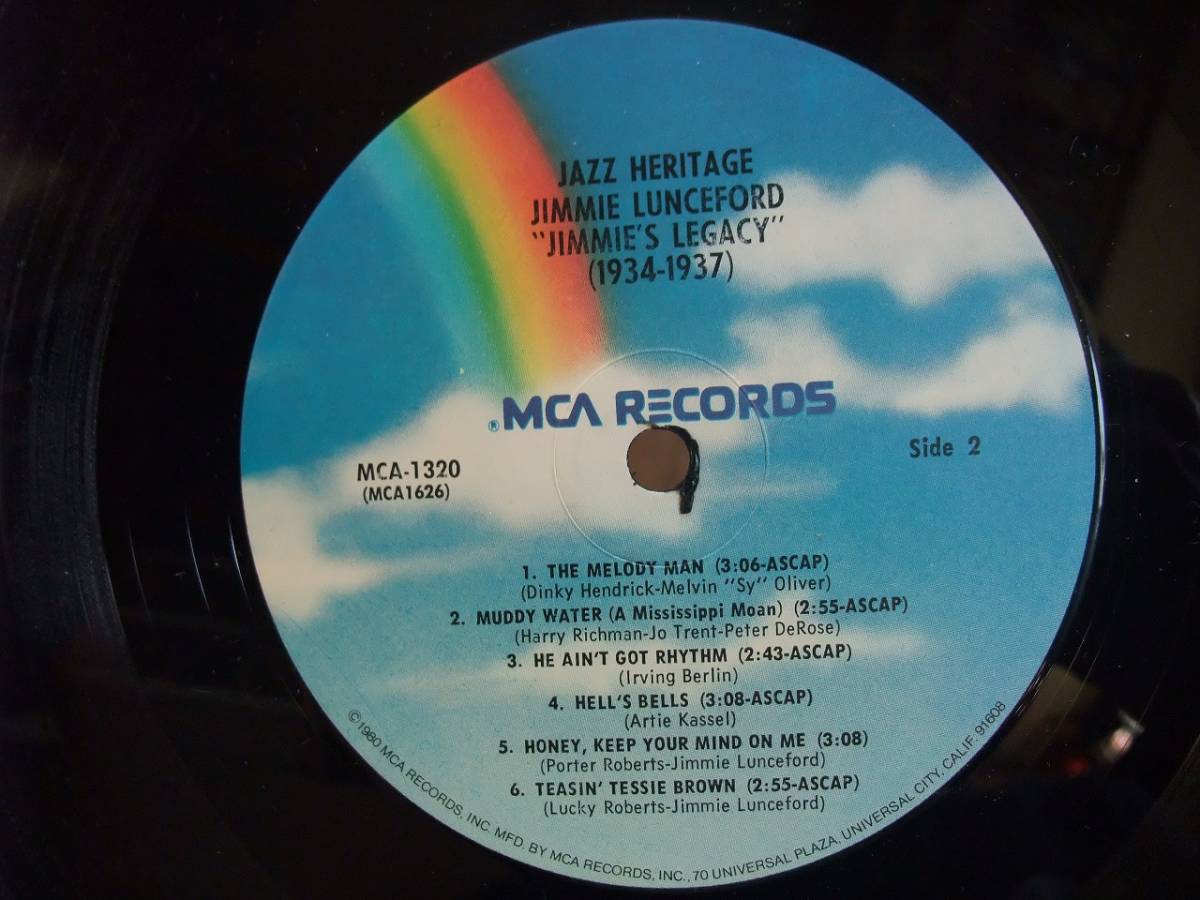 JAZZ HERITAGE
JIMMIE LUNCEFORD
"JIMMIE'S LEGACY"
(1934-1937)
® MCA RECORDS
MCA-1320
(MCA1626)
Side 2
1. THE MELODY MAN (3:06-ASCAP)
(Dinky Hendrick-Melvin "Sy" Oliver)
2. MUDDY WATER (A Mississippi Moan) (2:55-ASCAP)
(Harry Richman-Jo Trent-Peter DeRose)
3. HE AIN'T GOT RHYTHM (2:43-ASCAP)
(Irving Berlin)
4. HELL'S BELLS (3:08-ASCAP)
(Artie Kassel)
5. HONEY, KEEP YOUR MIND ON ME (3:08)
(Porter Roberts-Jimmie Lunceford)
6. TEASIN' TESSIE BROWN (2:55-ASCAP)
(Lucky Roberts-Jimmie Lunceford)
©1980 MCA RECORDS, INC. MFD. BY MCA RECORDS, INC., 70 UNIVERSAL PLAZA, UNIVERSAL CITY, CALIF. 91608